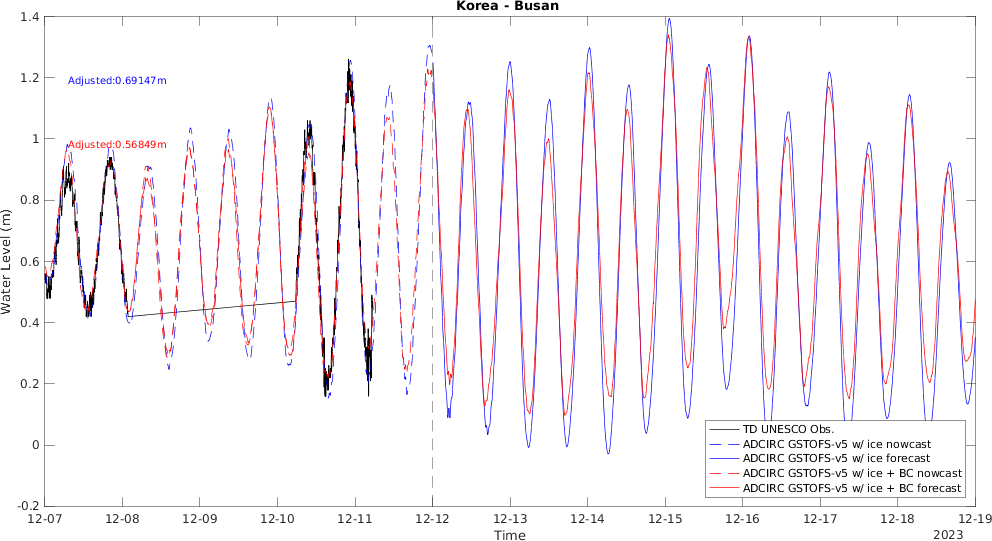 Korea - Busan
Water Level (m)
1.4
1.2
1
0.8
0.6
0.4
0.2
0
-0.2
Adjusted:0.69147m
Adjusted:0.56849m
TD UNESCO Obs.
ADCIRC GSTOFS-v5 w/ ice nowcast
ADCIRC GSTOFS-v5 w/ ice forecast
ADCIRC GSTOFS-v5 w/ ice + BC nowcast
ADCIRC GSTOFS-v5 w/ ice + BC forecast
12-07 12-08 12-09 12-10 12-11 12-12 12-13 12-14 12-15 12-16 12-17 12-18 12-19
Time
2023